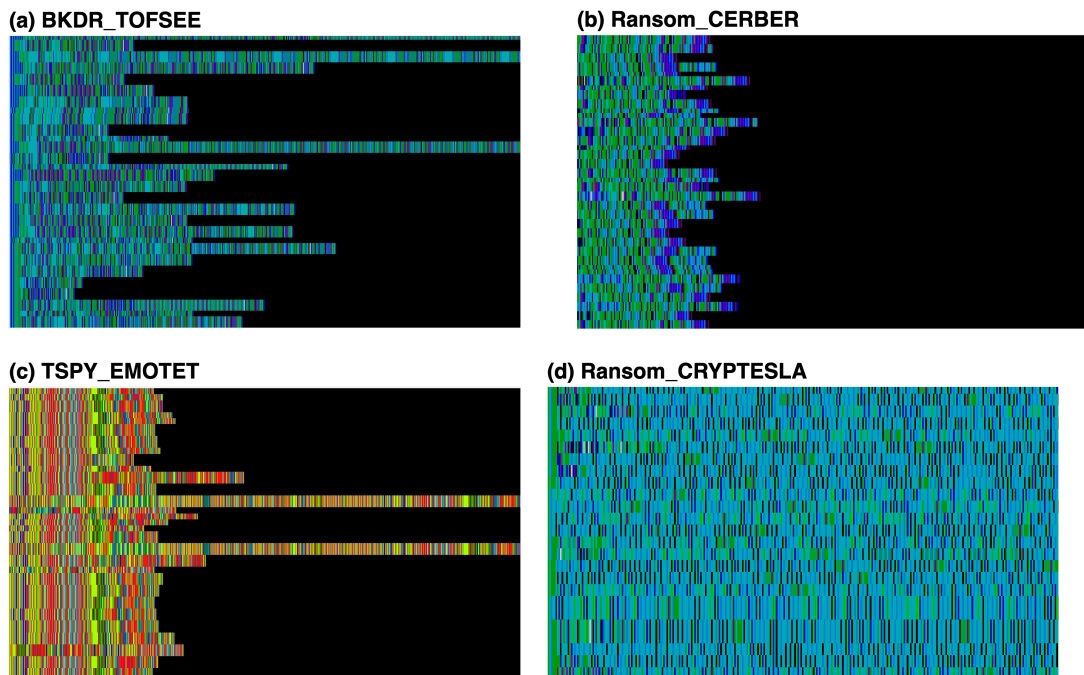 (a) BKDR_TOFSEE
(b) Ransom_CERBER
(c) TSPY_EMOTET
(d) Ransom_CRYPTESLA